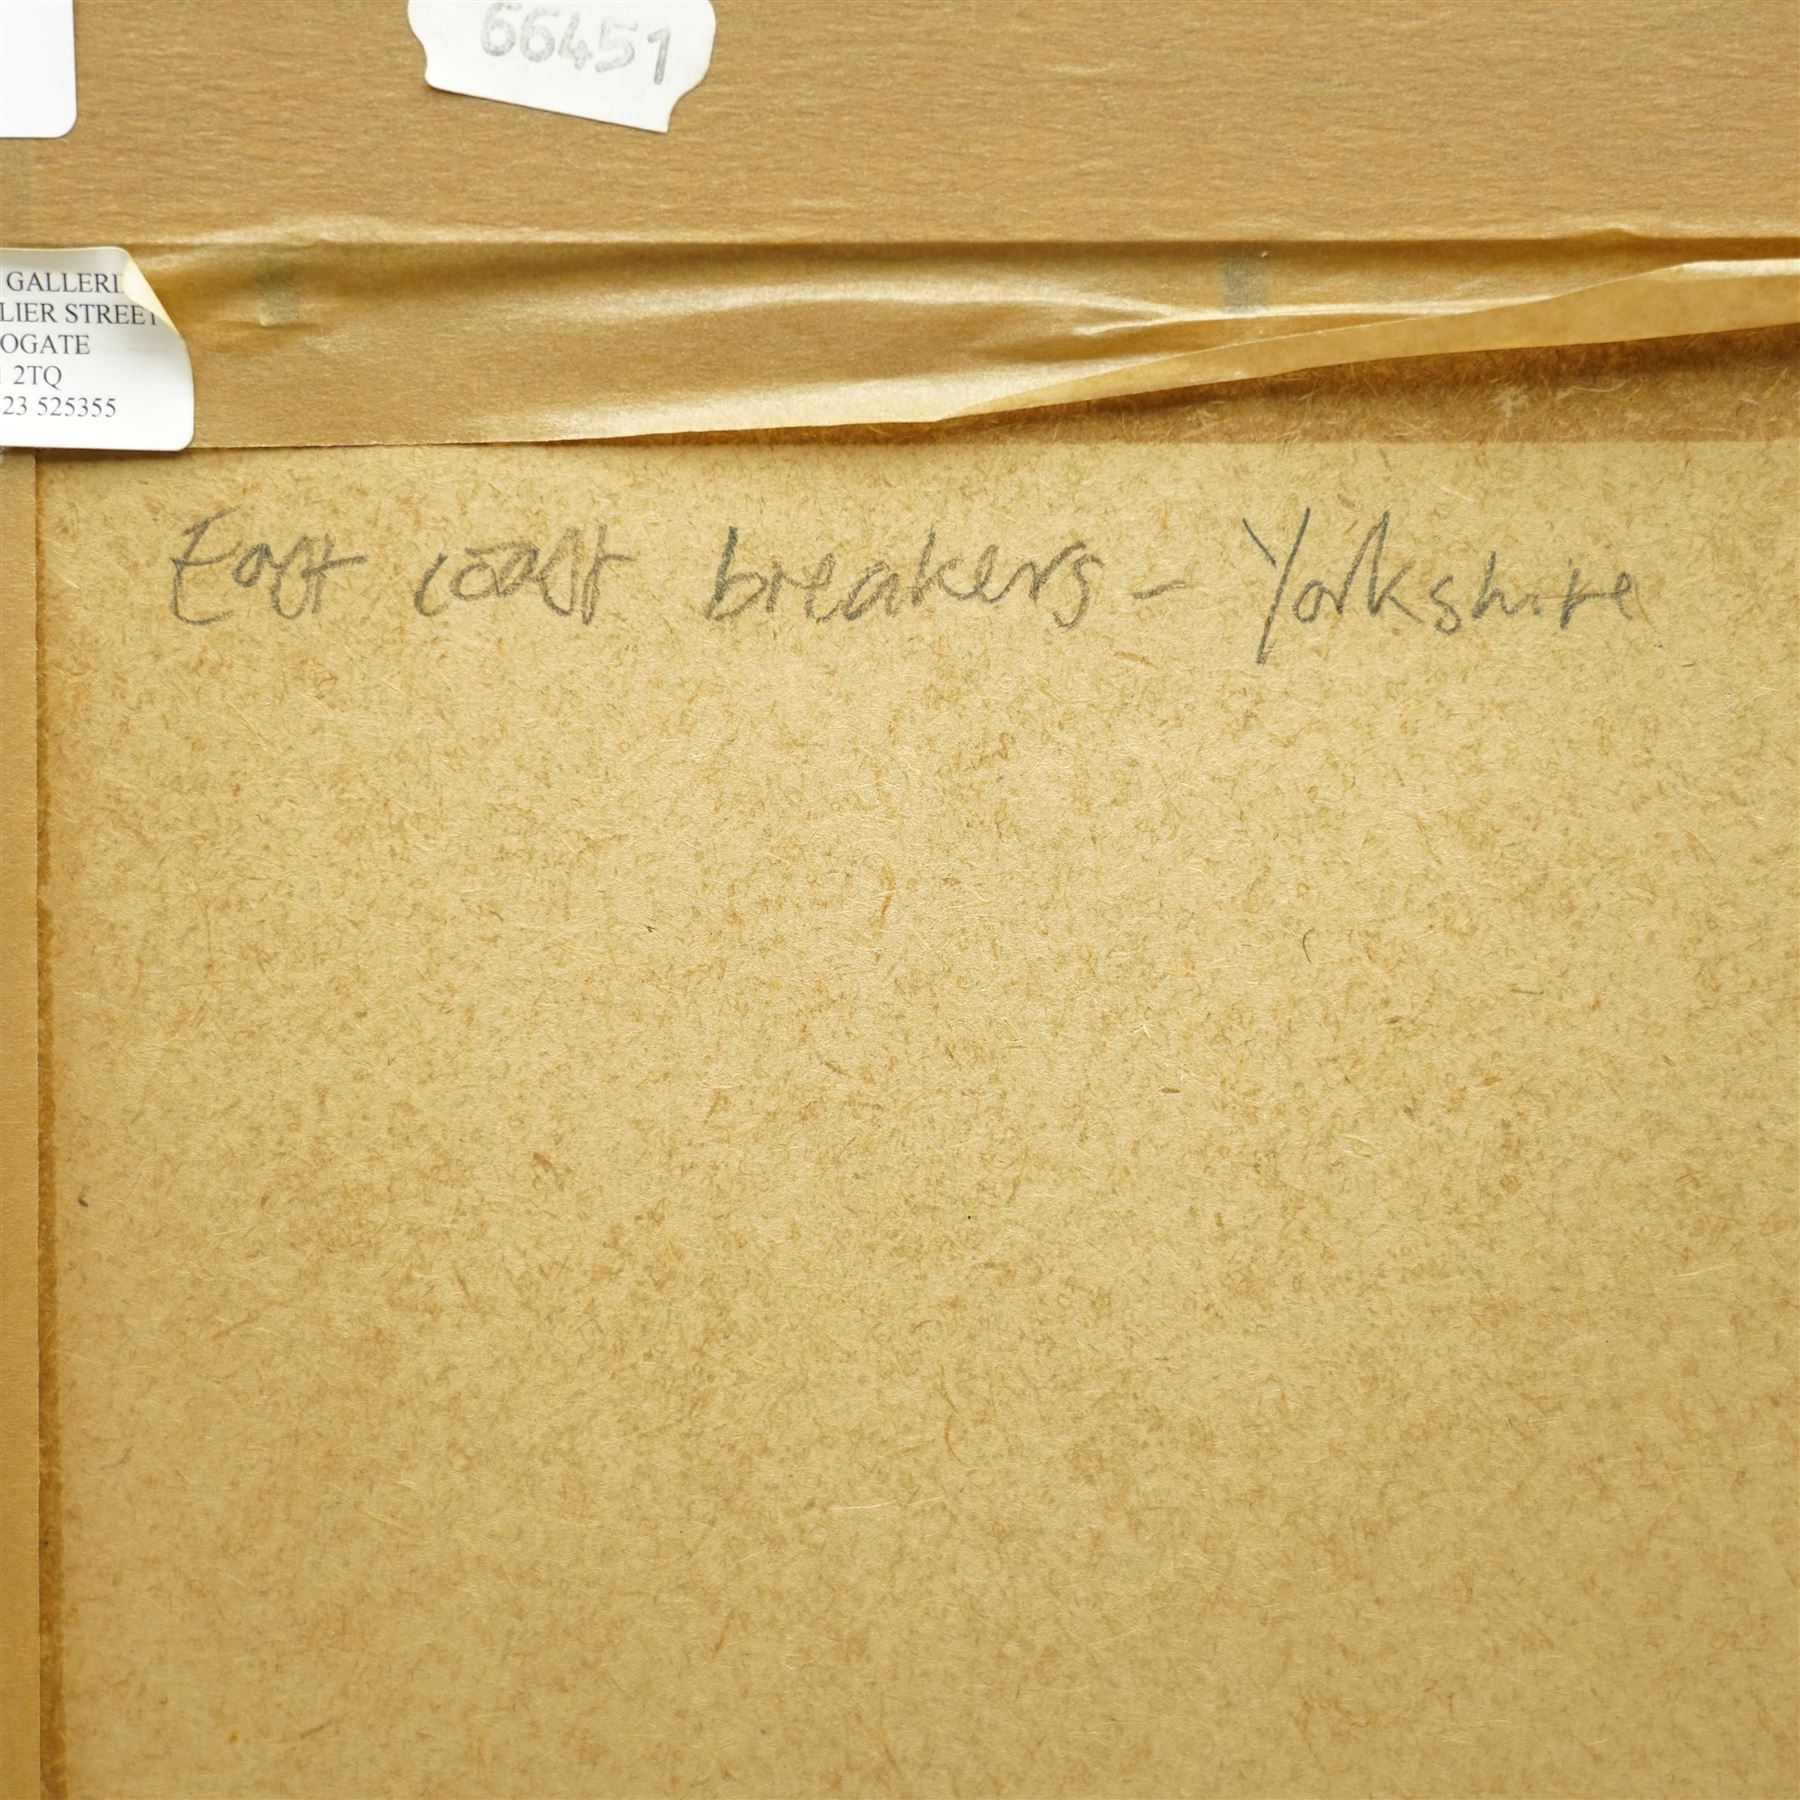 66451
GALLERI
LIER STREET
OGATE
2TQ
23 525355
East coast breakers - Yorkshire